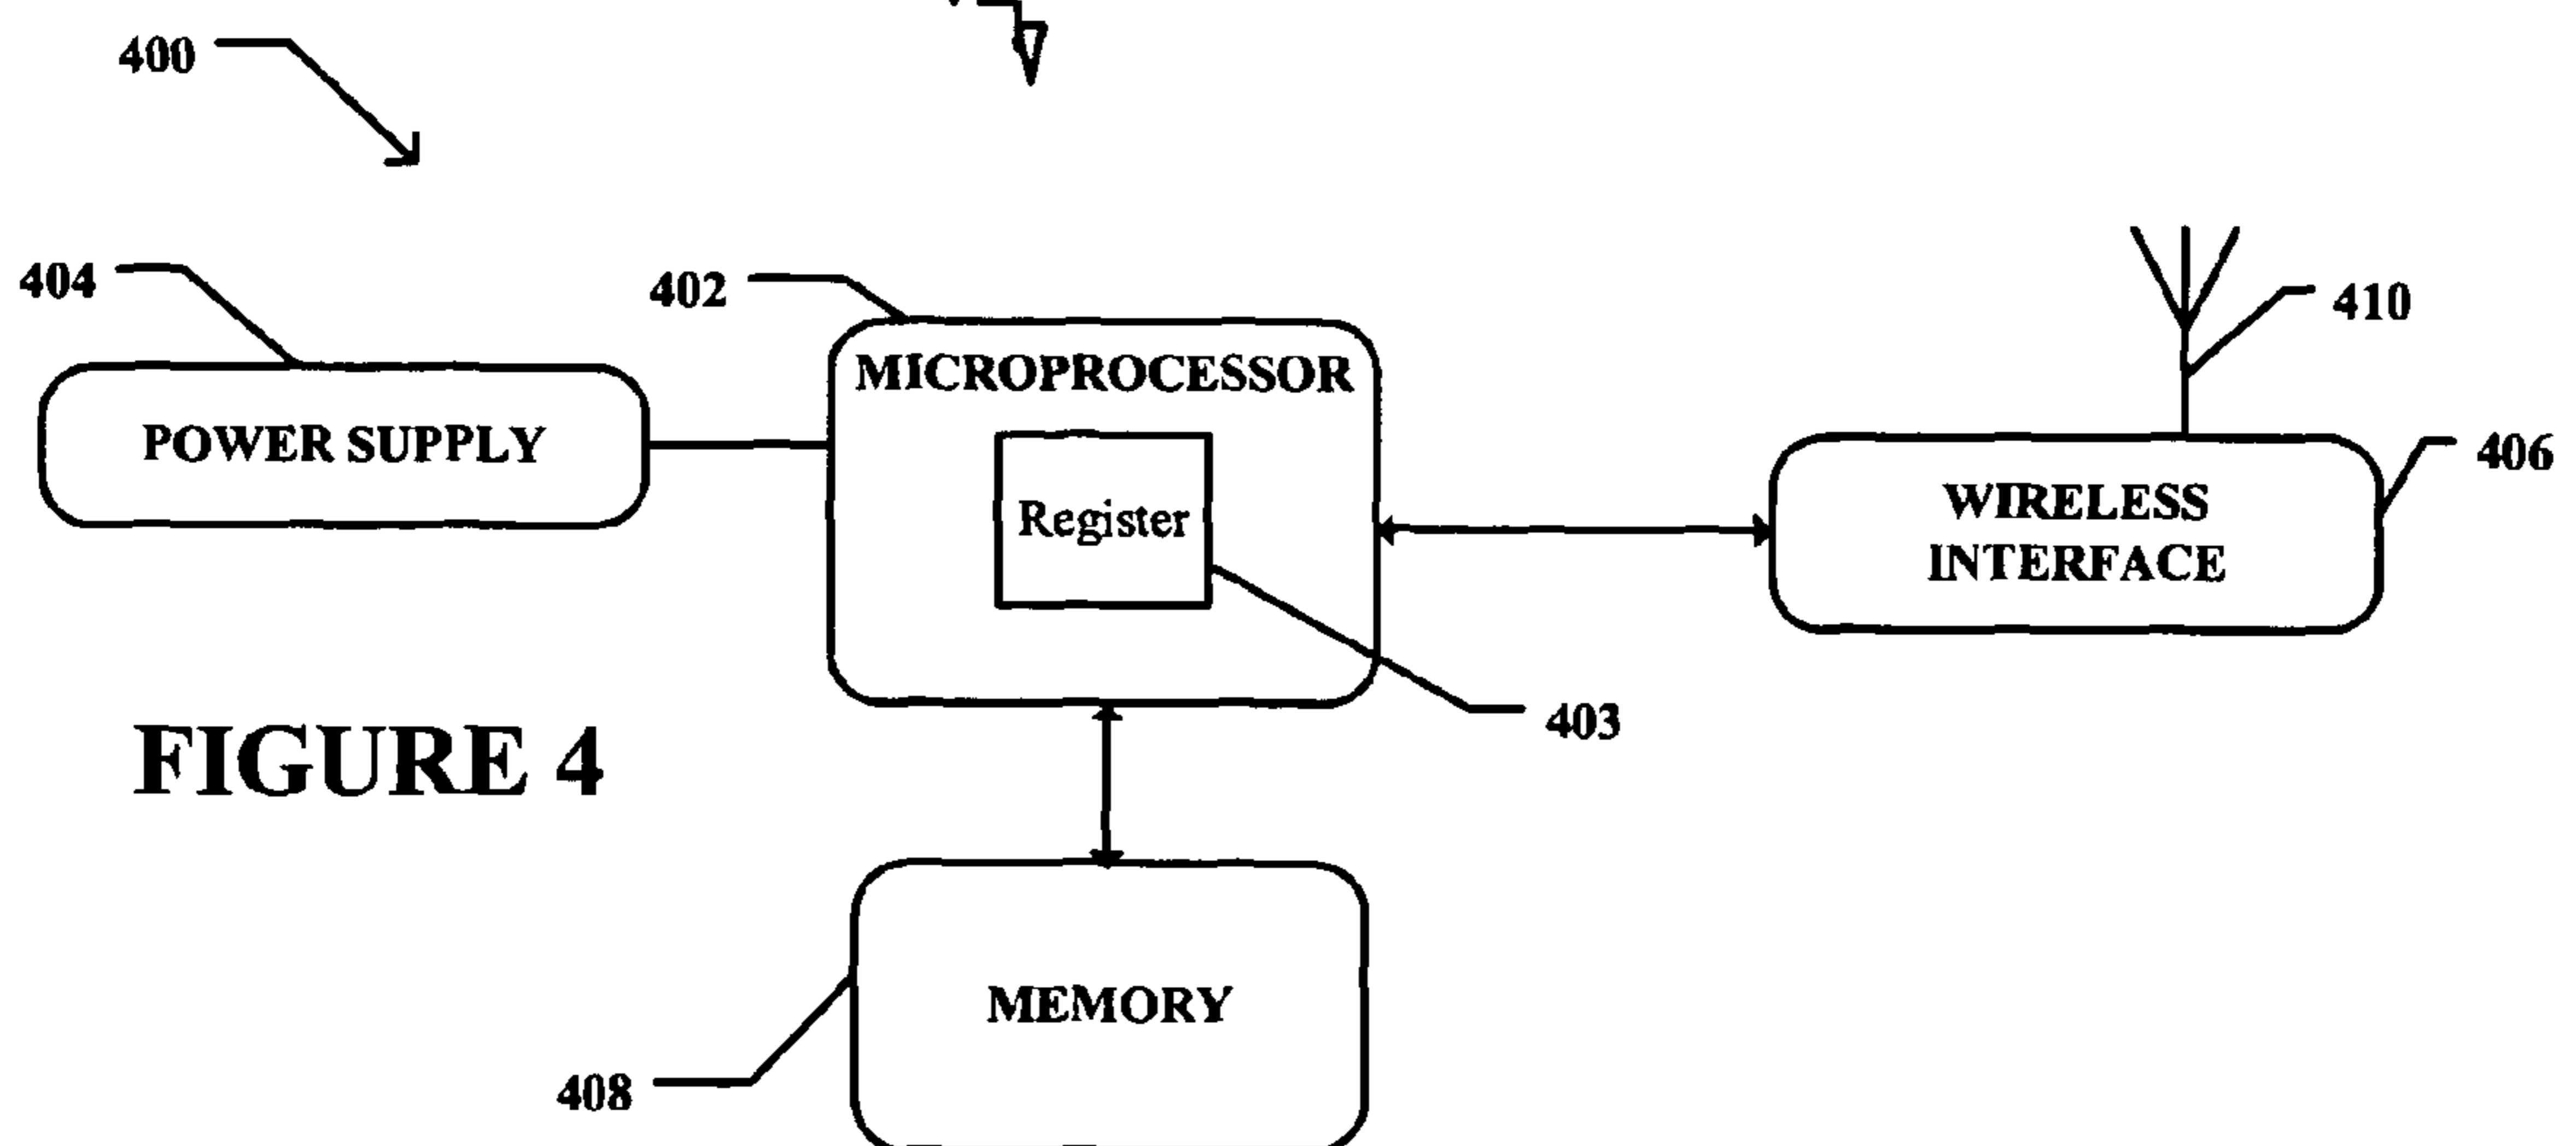 400
404
402
410
MICROPROCESSOR
POWER SUPPLY
406
Register
WIRELESS
INTERFACE
403
FIGURE 4
MEMORY
408